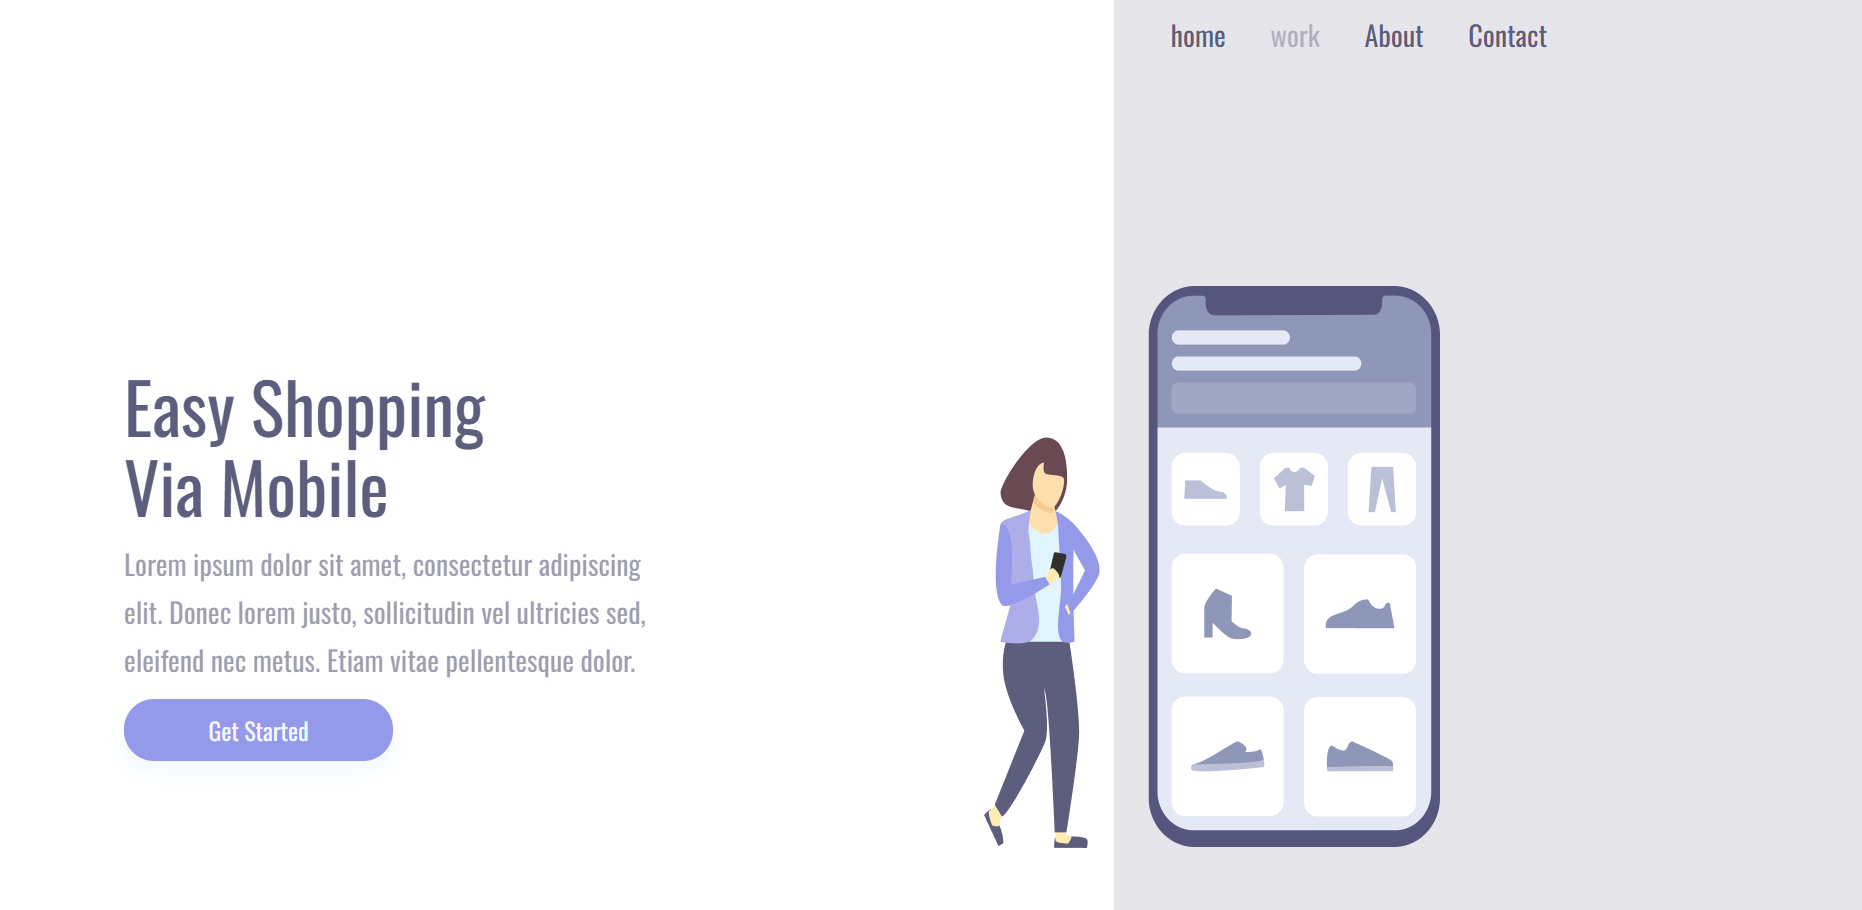 home work About Contact
Easy Shopping
Via Mobile
Lorem ipsum dolor sit amet, consectetur adipiscing
elit. Donec lorem justo, sollicitudin vel ultricies sed,
eleifend nec metus. Etiam vitae pellentesque dolor.
Get Started